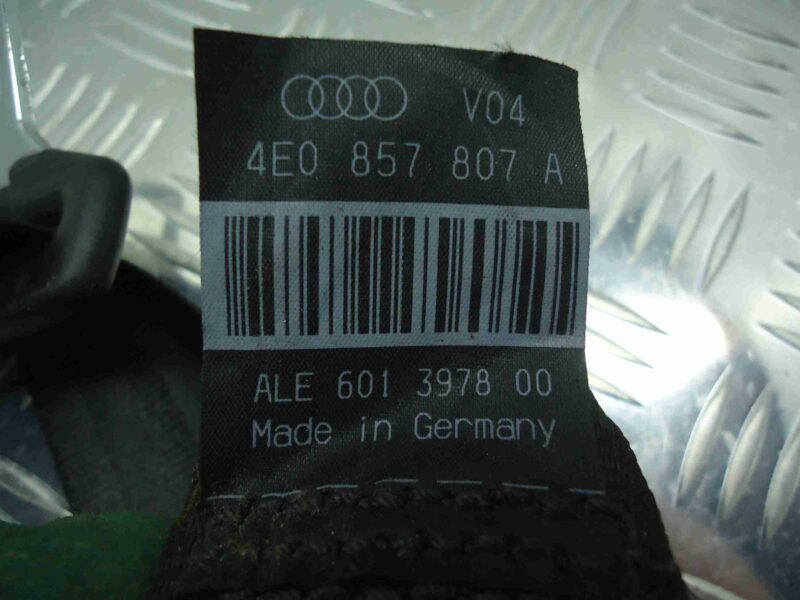 V04
4E0 857 807 A
ALE 601 3978 00
Made in Germany